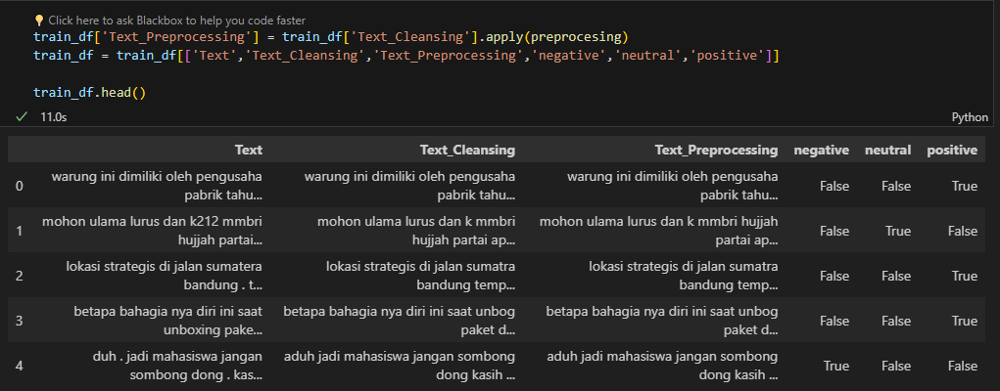 Click here to ask Blackbox to help you code faster
train_df['Text_Preprocessing'] = train_df['Text_Cleansing'].apply(preprocesing)
train_df = train_df[['Text','Text_Cleansing','Text_Preprocessing','negative','neutral','positive']]
train_df.head()
11.0s
Python
Text Text_Cleansing Text_Preprocessing negative neutral positive
0 warung ini dimiliki oleh pengusaha pabrik tahu... warung ini dimiliki oleh pengusaha pabrik tahu... warung ini dimiliki oleh pengusaha pabrik tahu... False False True
1 mohon ulama lurus dan k212 mmbri hujjah partai... mohon ulama lurus dan k mmbri hujjah partai ap... mohon ulama lurus dan k mmbri hujjah partai ap... False True False
2 lokasi strategis di jalan sumatera bandung . t... lokasi strategis di jalan sumatra bandung temp... lokasi strategis di jalan sumatra bandung temp... False False True
3 betapa bahagia nya diri ini saat unboxing pake... betapa bahagia nya diri ini saat unbog paket d... betapa bahagia nya diri ini saat unbog paket d... False False True
4 duh . jadi mahasiswa jangan sombong dong . kas... aduh jadi mahasiswa jangan sombong dong kasih ... aduh jadi mahasiswa jangan sombong dong kasih ... True False False